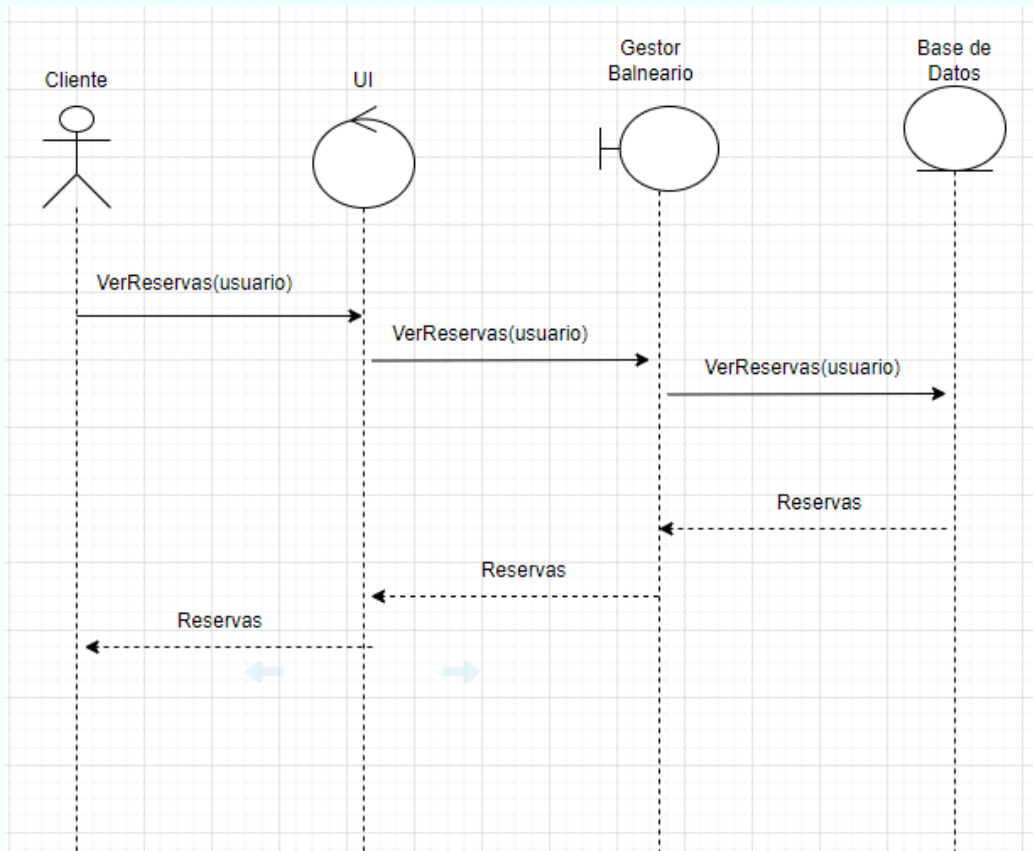 Cliente
UI
Gestor
Balneario
Base de
Datos
VerReservas(usuario)
VerReservas(usuario)
VerReservas(usuario)
Reservas
Reservas
Reservas